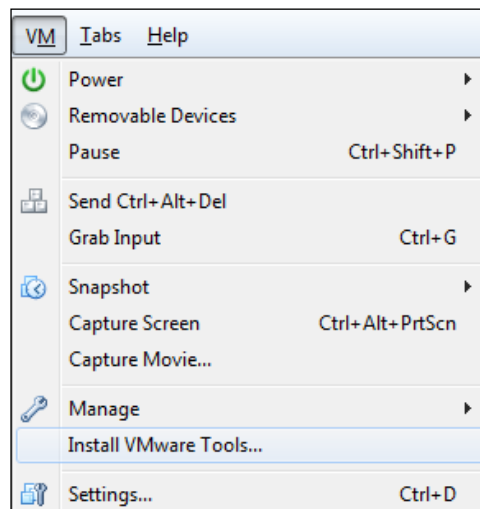 VM Tabs Help
Power
Removable Devices
Pause Ctrl+Shift+P
Send Ctrl+Alt+Del
Grab Input Ctrl+G
Snapshot
Capture Screen Ctrl+Alt+PrtScn
Capture Movie...
Manage
Install VMware Tools...
Settings... Ctrl+D